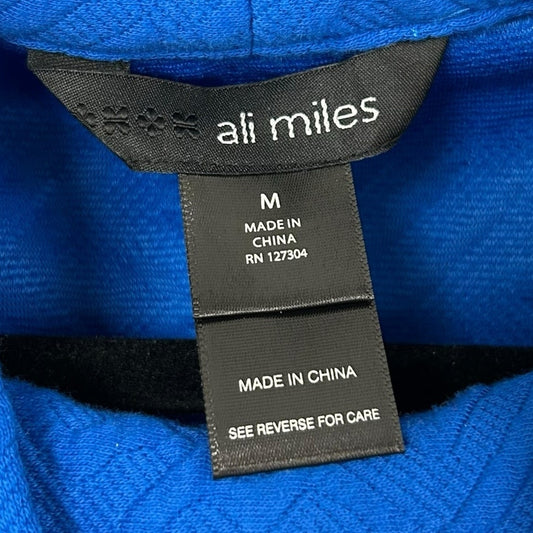 ali miles
M
MADE IN
CHINA
RN 127304
MADE IN CHINA
SEE REVERSE FOR CARE